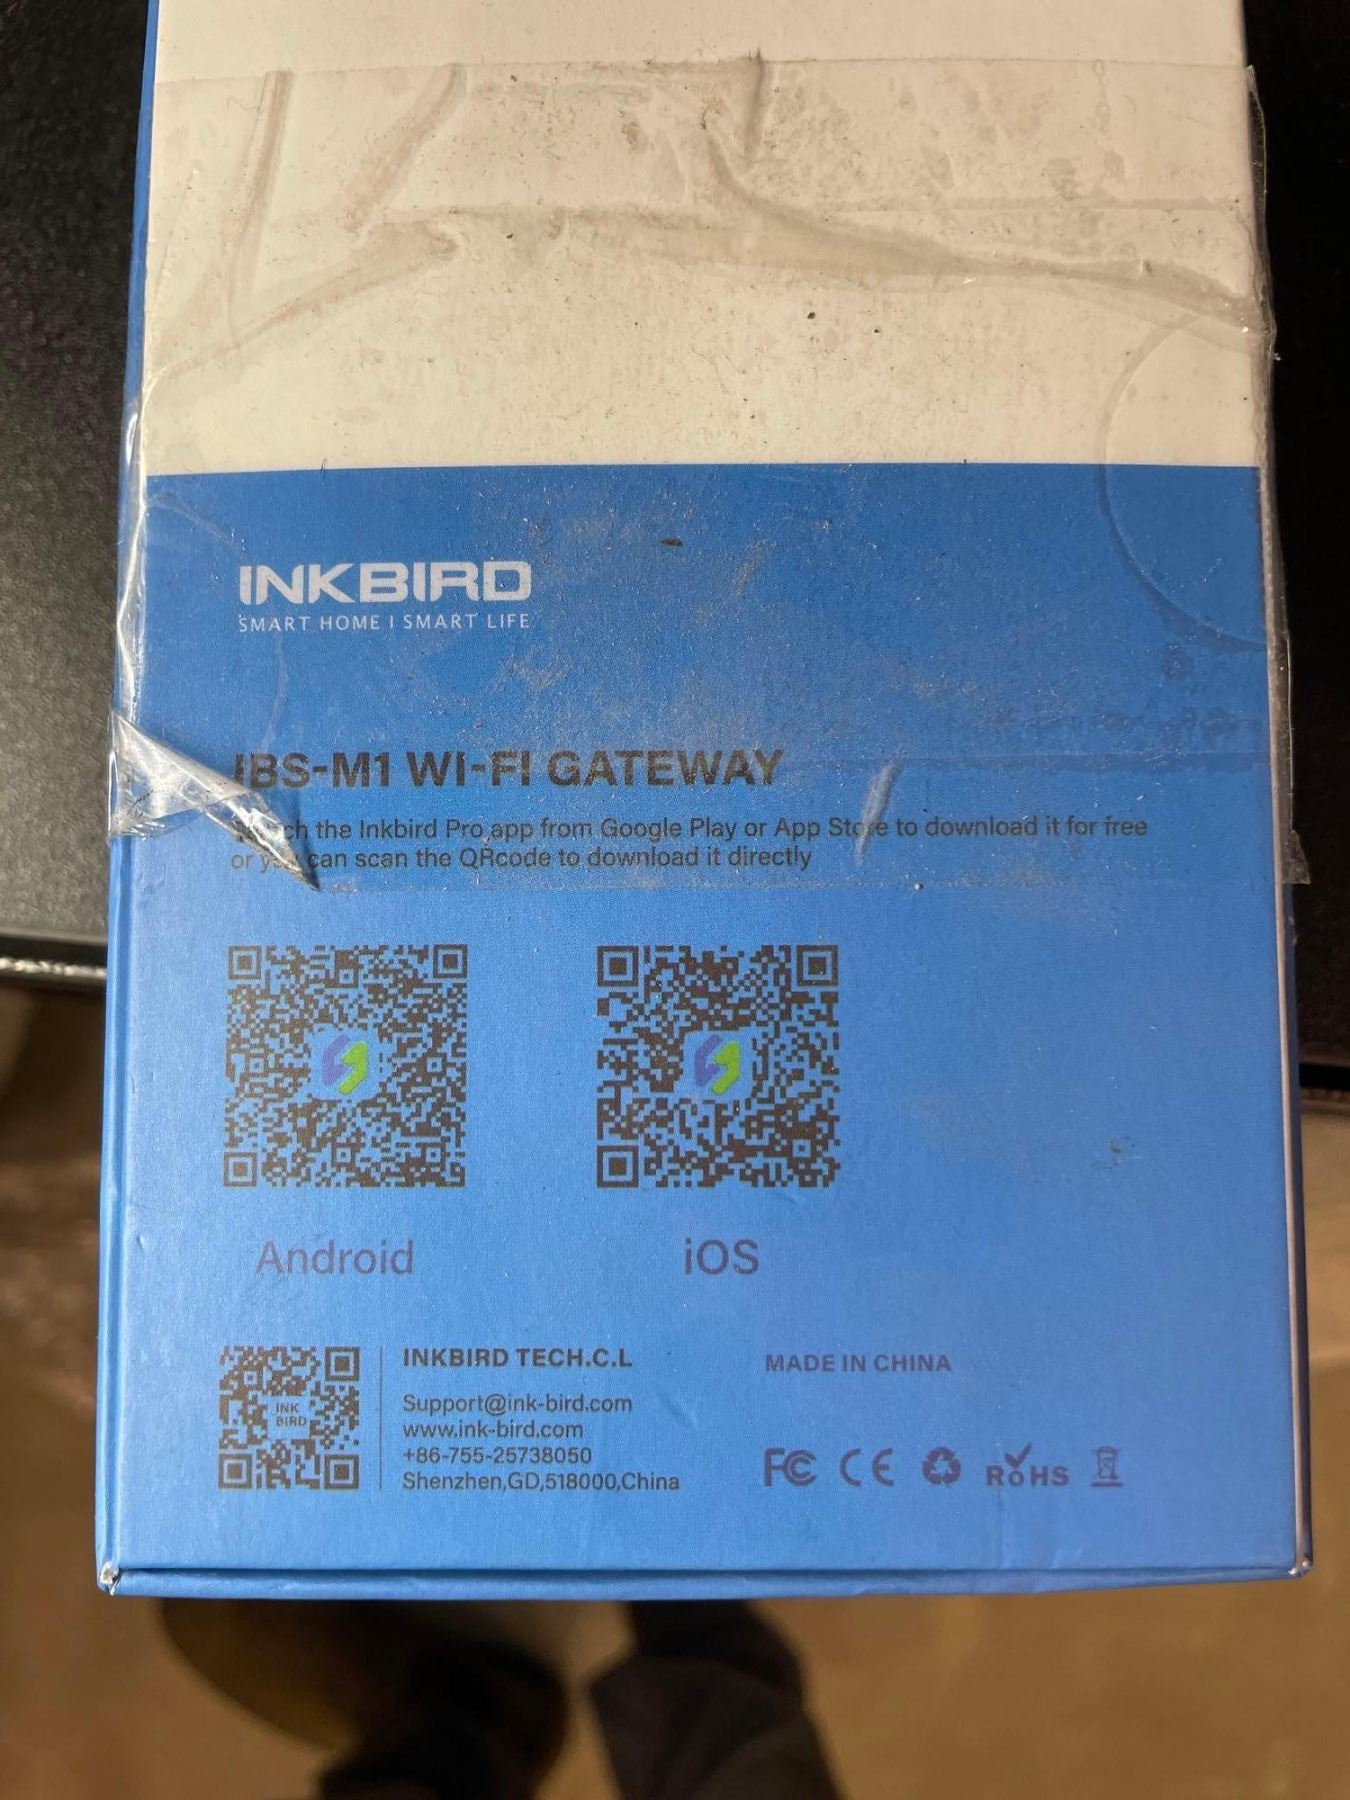 INKBIRD
SMART HOME | SMART LIFE
IBS-M1 WI-FI GATEWAY
the Inkbird Pro app from Google Play or App Store to download it for free
or you can scan the QRcode to download it directly
Android
iOS
INK
BIRD
INKBIRD TECH.C.L
Support@ink-bird.com
www.ink-bird.com
+86-755-25738050
Shenzhen,GD,518000,China
MADE IN CHINA
FC CE RoHS